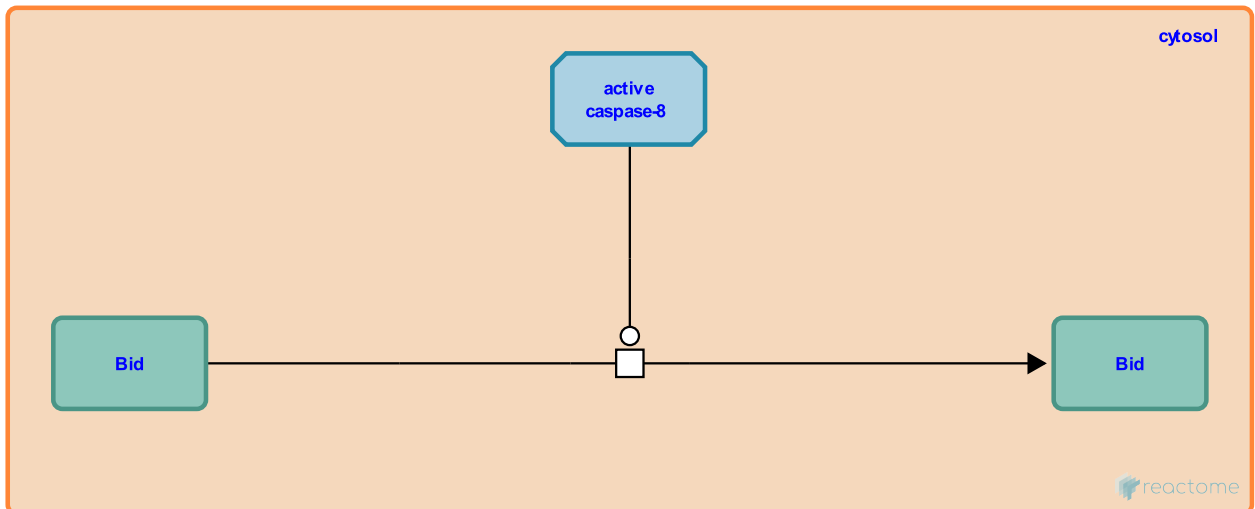 cytosol
active
caspase-8
Bid
Bid
reactome